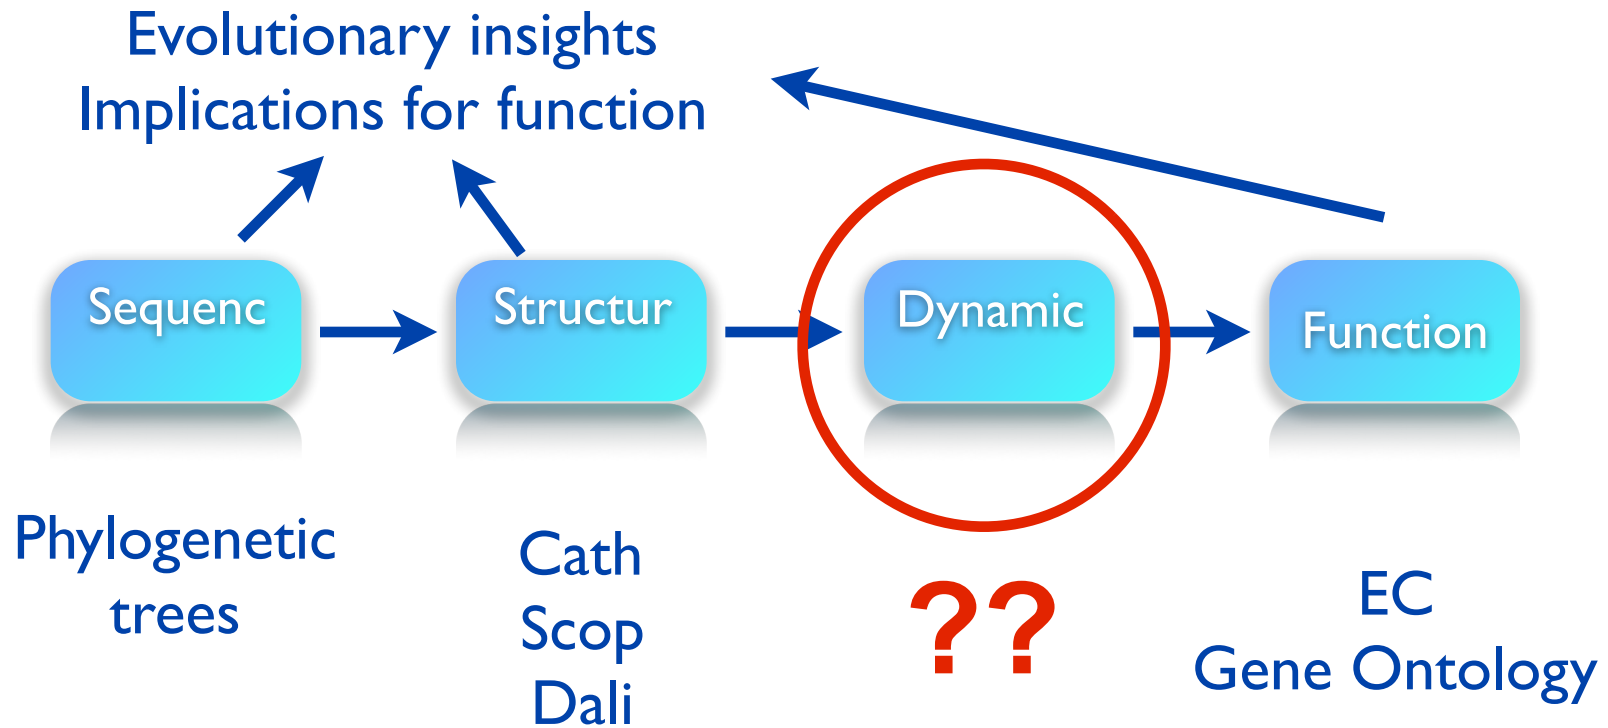 Evolutionary insights
Implications for function
Sequenc
Structur
Dynamic
Function
Phylogenetic
trees
Cath
Scop
Dali
??
EC
Gene Ontology